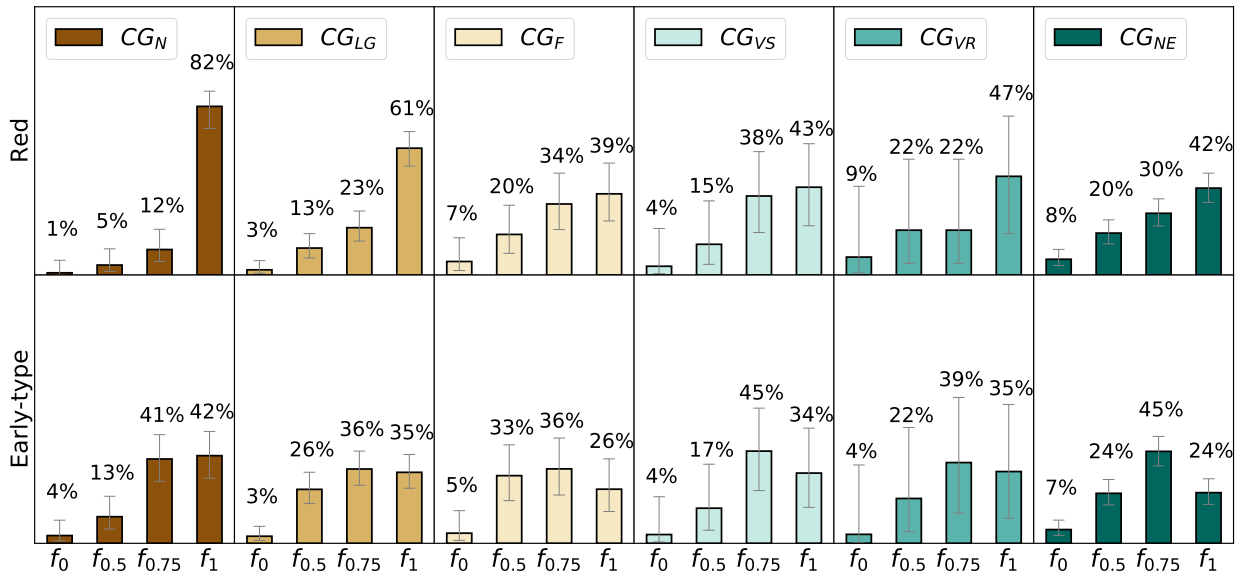 CG_N CG_LG CG_F CG_VS CG_VR CG_NE
Red
1% 5% 12% 82%
3% 13% 23% 61%
7% 20% 34% 39%
4% 15% 38% 43%
9% 22% 22% 47%
8% 20% 30% 42%
Early-type
4% 13% 41% 42%
3% 26% 36% 35%
5% 33% 36% 26%
4% 17% 45% 34%
4% 22% 39% 35%
7% 24% 45% 24%
f_0 f_0.5 f_0.75 f_1 f_0 f_0.5 f_0.75 f_1 f_0 f_0.5 f_0.75 f_1 f_0 f_0.5 f_0.75 f_1 f_0 f_0.5 f_0.75 f_1 f_0 f_0.5 f_0.75 f_1